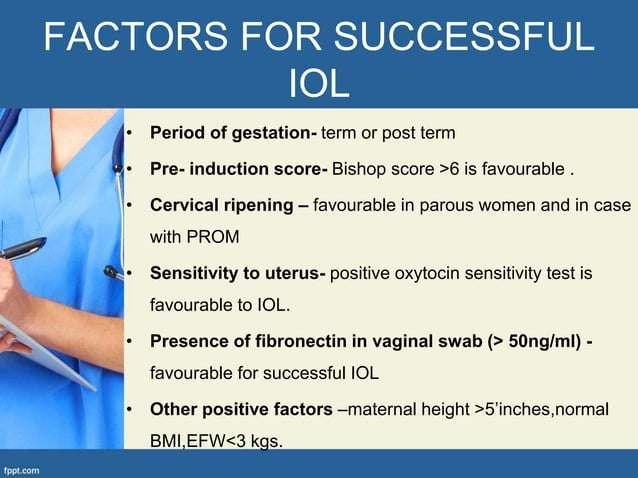 FACTORS FOR SUCCESSFUL
IOL
• Period of gestation- term or post term
• Pre- induction score- Bishop score >6 is favourable .
• Cervical ripening – favourable in parous women and in case
with PROM
• Sensitivity to uterus- positive oxytocin sensitivity test is
favourable to IOL.
• Presence of fibronectin in vaginal swab (> 50ng/ml) -
favourable for successful IOL
• Other positive factors –maternal height >5’inches,normal
BMI,EFW<3 kgs.
fppt.com